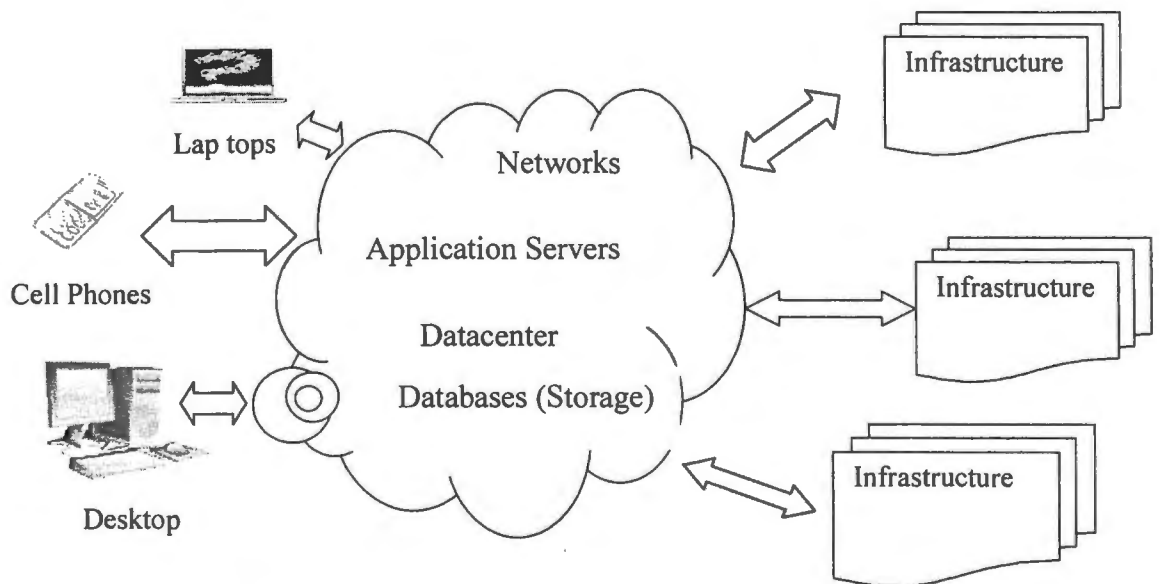 Lap tops
Cell Phones
Desktop
Networks
Application Servers
Datacenter
Databases (Storage)
Infrastructure
Infrastructure
Infrastructure